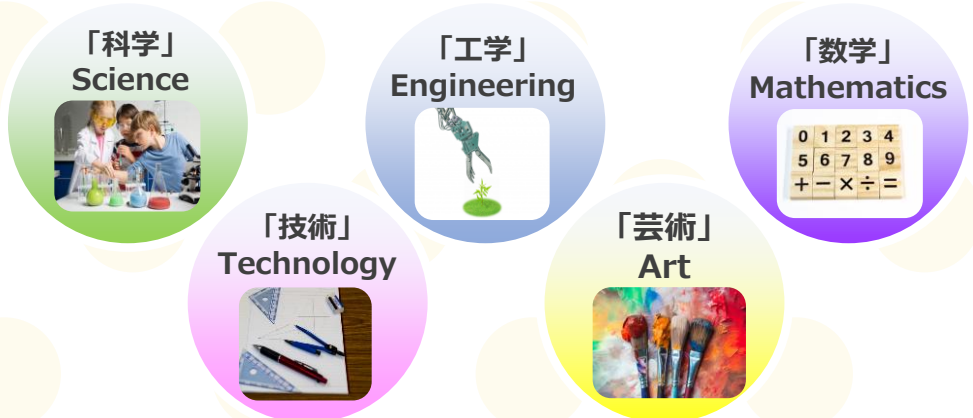 「科学」
Science
「技術」
Technology
「工学」
Engineering
「芸術」
Art
「数学」
Mathematics
0 1 2 3 4
5 6 7 8 9
+ − × ÷ =